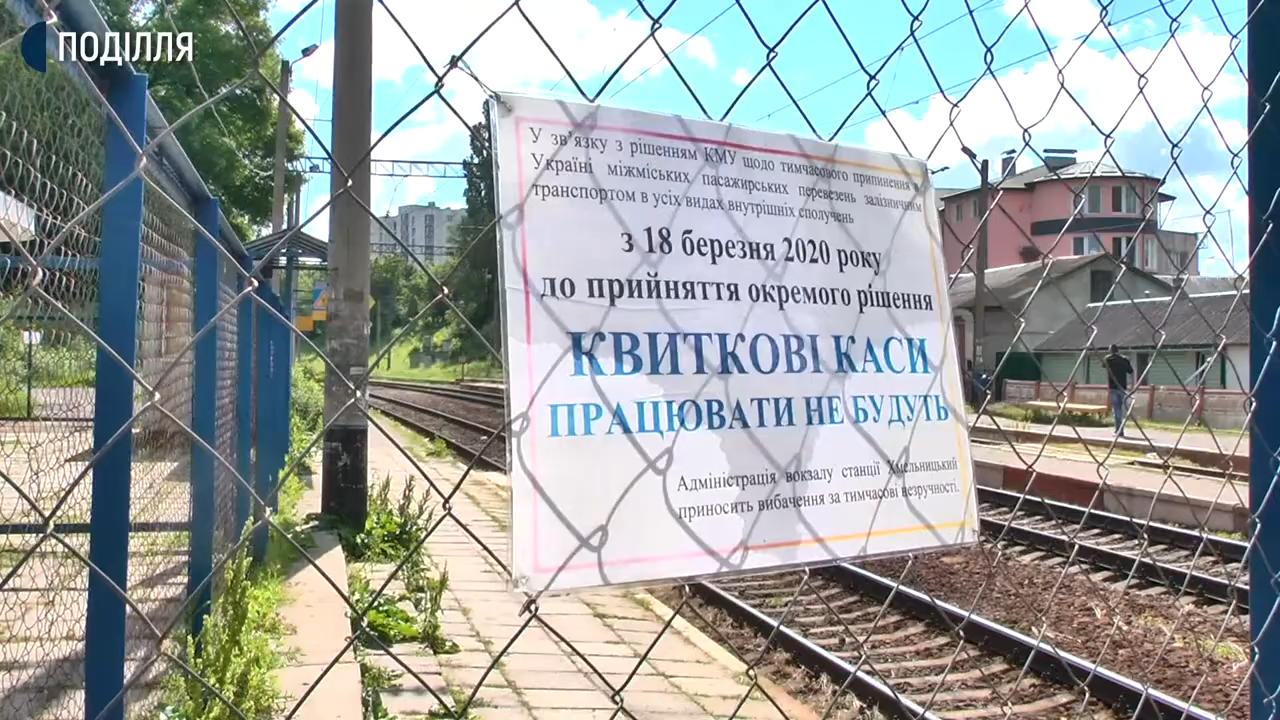 ПОДІЛЛЯ
У зв’язку з рішенням КМУ щодо тимчасового припинення в
Україні міжміських пасажирських перевезень залізничним
транспортом в усіх видах внутрішніх сполучень
з 18 березня 2020 року
до прийняття окремого рішення
КВИТКОВІ КАСИ
ПРАЦЮВАТИ НЕ БУДУТЬ
Адміністрація вокзалу станції Хмельницький
приносить вибачення за тимчасові незручності.